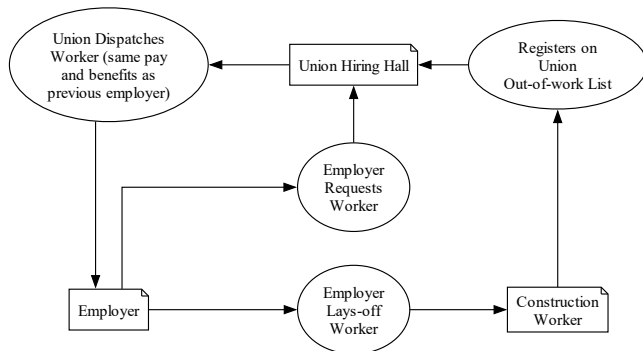 Union Dispatches
Worker (same pay
and benefits as
previous employer)
Union Hiring Hall
Registers on
Union
Out-of-work List
Employer
Requests
Worker
Employer
Employer
Lays-off
Worker
Construction
Worker